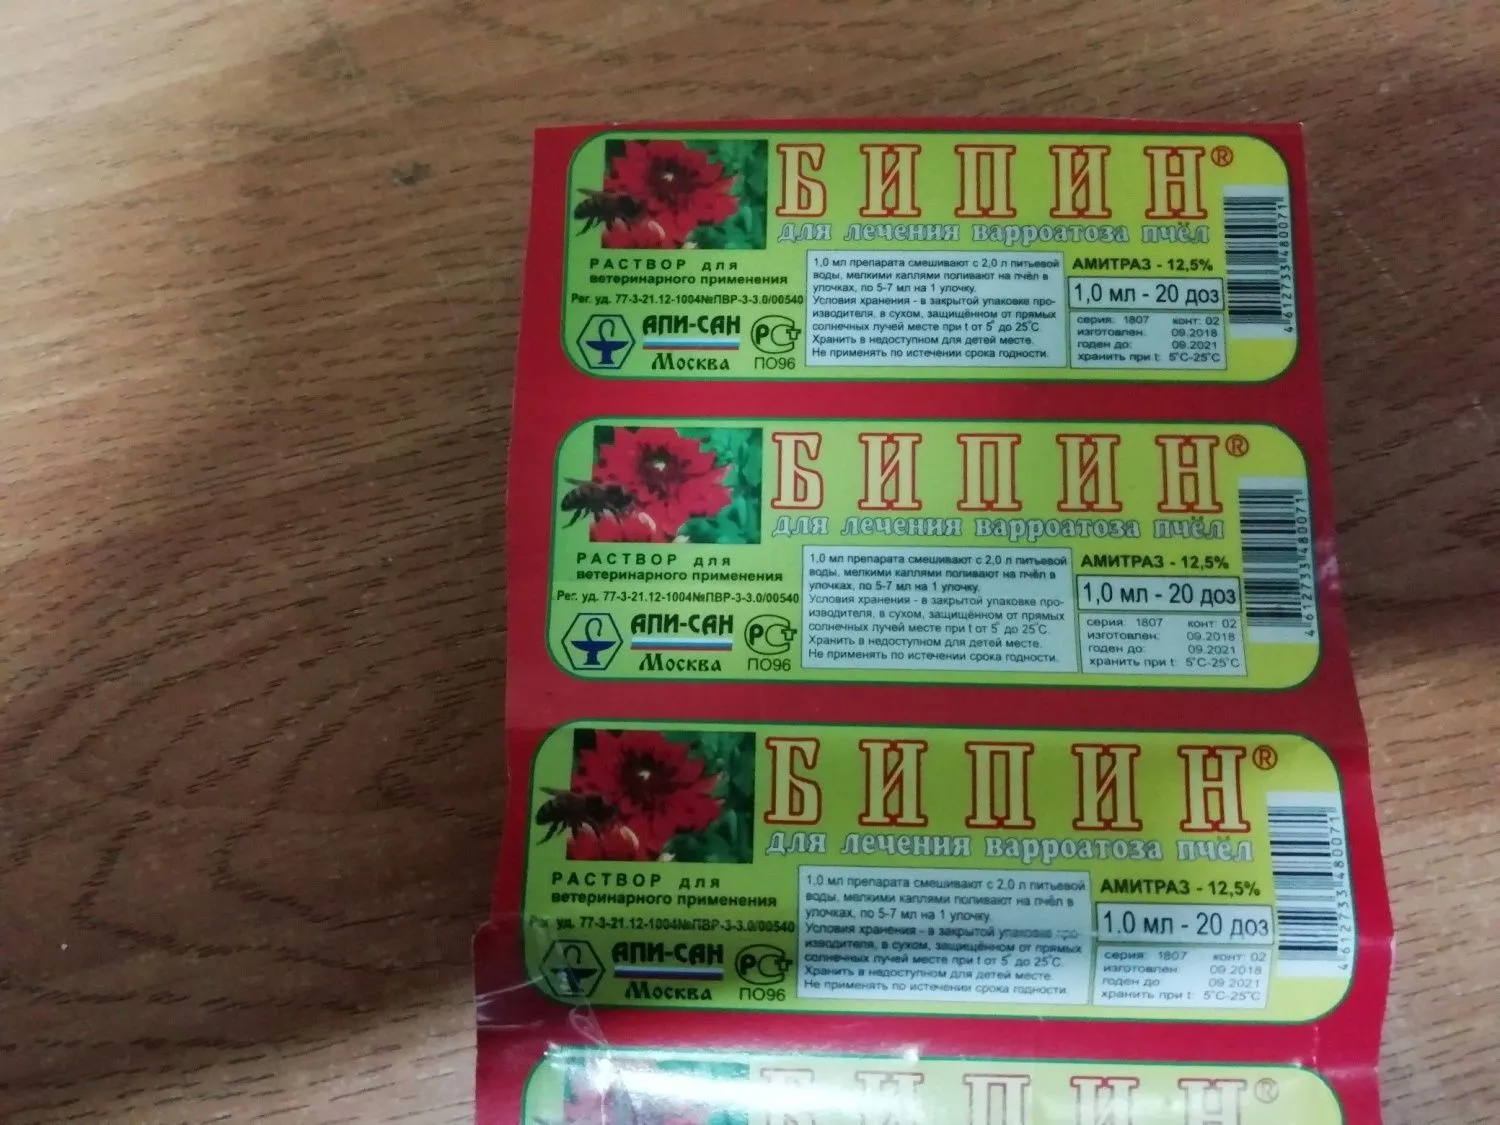 БИПИН®
для лечения варроатоза пчёл
РАСТВОР для
ветеринарного применения
Рег. уд. 77-3-21.12-1004№ПВР-3-3.0/00540
АПИ-САН
Москва
РСТ
ПО96
1,0 мл препарата смешивают с 2,0 л питьевой
воды, мелкими каплями поливают на пчёл в
улочках, по 5-7 мл на 1 улочку.
Условия хранения - в закрытой упаковке про-
изводителя, в сухом, защищённом от прямых
солнечных лучей месте при t от 5° до 25°С.
Хранить в недоступном для детей месте.
Не применять по истечении срока годности.
АМИТРАЗ - 12,5%
1,0 мл - 20 доз
серия: 1807 конт: 02
изготовлен: 09.2018
годен до: 09.2021
хранить при t: 5°С-25°С
4612733480071
БИПИН®
для лечения варроатоза пчёл
РАСТВОР для
ветеринарного применения
Рег. уд. 77-3-21.12-1004№ПВР-3-3.0/00540
АПИ-САН
Москва
РСТ
ПО96
1,0 мл препарата смешивают с 2,0 л питьевой
воды, мелкими каплями поливают на пчёл в
улочках, по 5-7 мл на 1 улочку.
Условия хранения - в закрытой упаковке про-
изводителя, в сухом, защищённом от прямых
солнечных лучей месте при t от 5° до 25°С.
Хранить в недоступном для детей месте.
Не применять по истечении срока годности.
АМИТРАЗ - 12,5%
1,0 мл - 20 доз
серия: 1807 конт: 02
изготовлен: 09.2018
годен до: 09.2021
хранить при t: 5°С-25°С
4612733480071
БИПИН®
для лечения варроатоза пчёл
РАСТВОР для
ветеринарного применения
Рег. уд. 77-3-21.12-1004№ПВР-3-3.0/00540
АПИ-САН
Москва
РСТ
ПО96
1,0 мл препарата смешивают с 2,0 л питьевой
воды, мелкими каплями поливают на пчёл в
улочках, по 5-7 мл на 1 улочку.
Условия хранения - в закрытой упаковке про-
изводителя, в сухом, защищённом от прямых
солнечных лучей месте при t от 5° до 25°С.
Хранить в недоступном для детей месте.
Не применять по истечении срока годности.
АМИТРАЗ - 12,5%
1.0 мл - 20 доз
серия: 1807 конт: 02
изготовлен: 09.2018
годен до: 09.2021
хранить при t: 5°С-25°С
4612733480071
БИПИН®